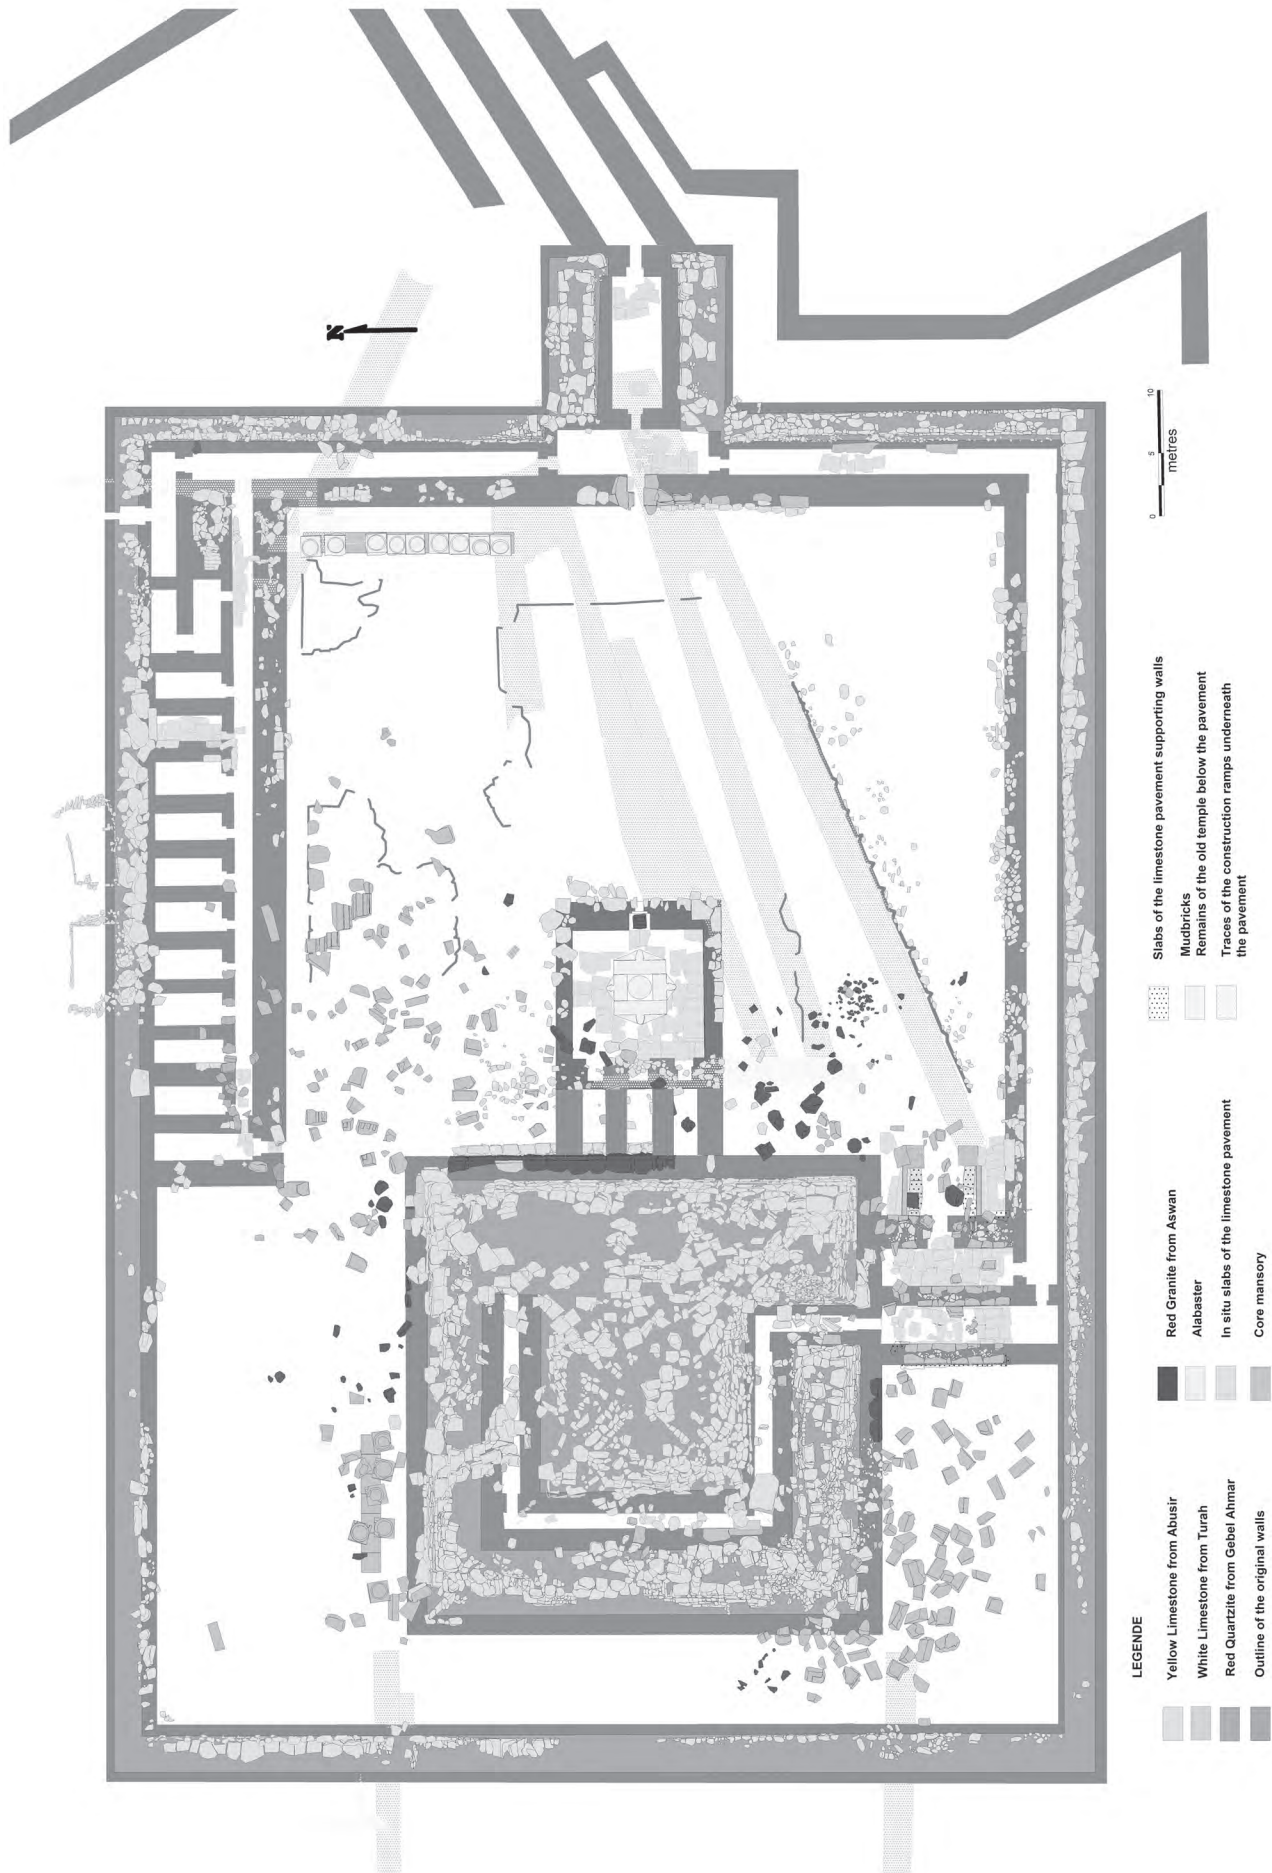 N
0 5 10
metres
LEGENDE
Yellow Limestone from Abusir
White Limestone from Turah
Red Quartzite from Gebel Ahmar
Outline of the original walls
Red Granite from Aswan
Alabaster
In situ slabs of the limestone pavement
Core mansory
Slabs of the limestone pavement supporting walls
Mudbricks
Remains of the old temple below the pavement
Traces of the construction ramps underneath
the pavement